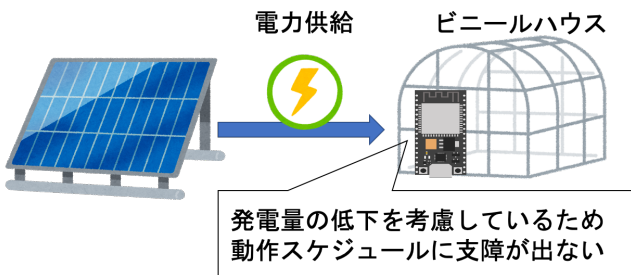 電力供給
ビニールハウス
発電量の低下を考慮しているため
動作スケジュールに支障が出ない